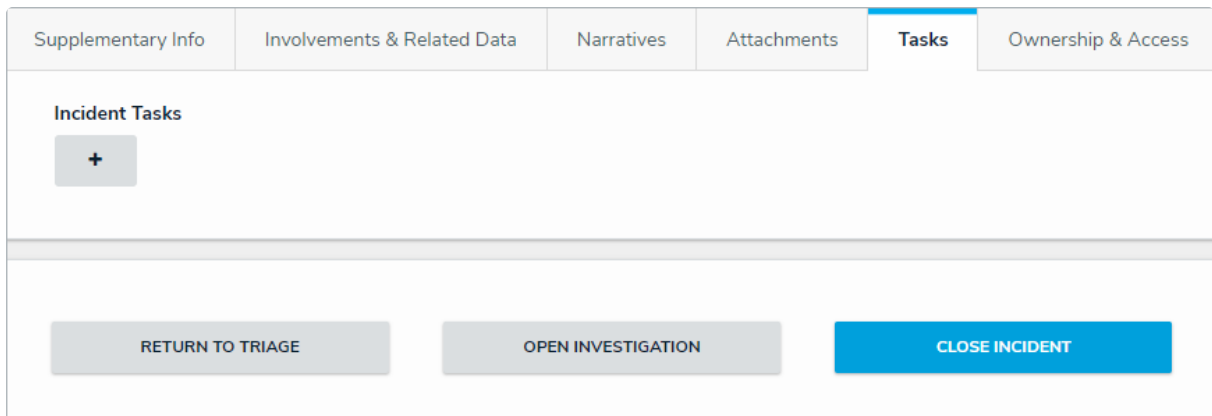 Supplementary Info Involvements & Related Data Narratives Attachments Tasks Ownership & Access
Incident Tasks
+
RETURN TO TRIAGE OPEN INVESTIGATION CLOSE INCIDENT